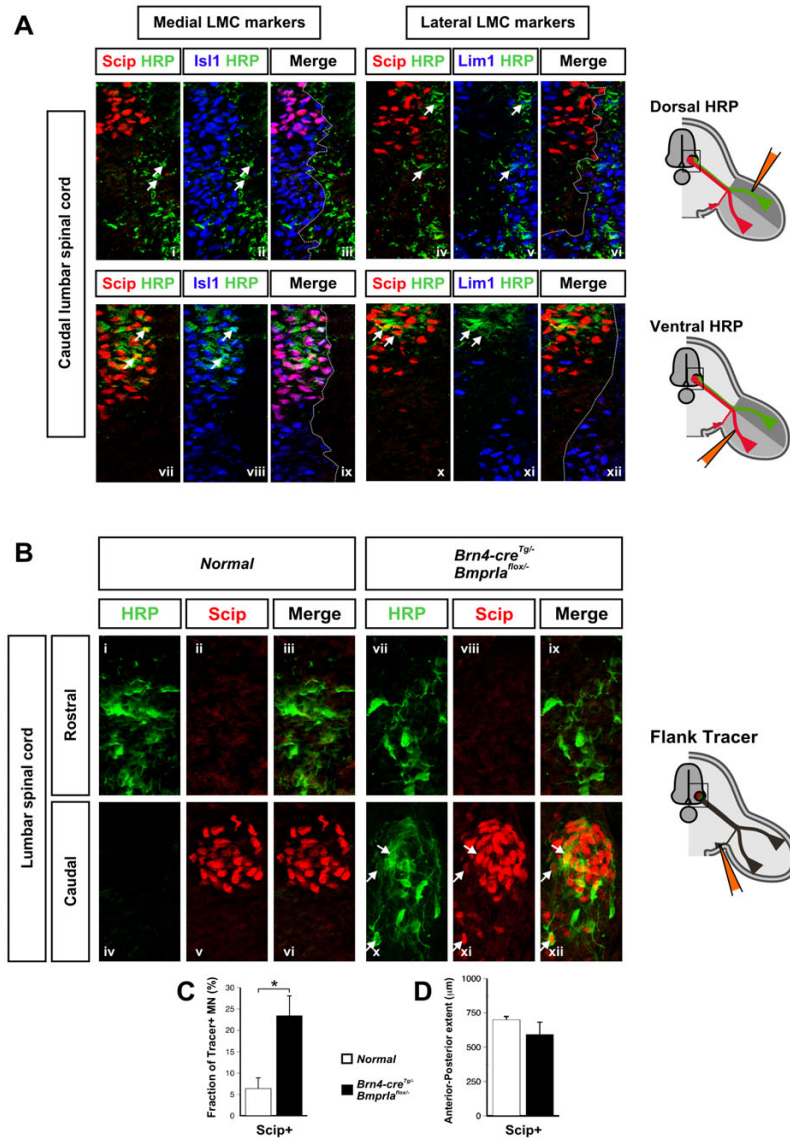 A
Medial LMC markers
Lateral LMC markers
Scip HRP
Isl1 HRP
Merge
Scip HRP
Lim1 HRP
Merge
Caudal lumbar spinal cord
i
ii
iii
iv
v
vi
Dorsal HRP
Scip HRP
Isl1 HRP
Merge
Scip HRP
Lim1 HRP
Merge
vii
viii
ix
x
xi
xii
Ventral HRP
B
Normal
Brn4-cre^Tg/-
Bmprla^flox/-
HRP
Scip
Merge
HRP
Scip
Merge
Lumbar spinal cord
Rostral
i
ii
iii
vii
viii
ix
Caudal
iv
v
vi
x
xi
xii
Flank Tracer
C
Fraction of Tracer+ MN (%)
30
25
20
15
10
5
0
*
Scip+
Normal
Brn4-cre^Tg/-
Bmprla^flox/-
D
Anterior-Posterior extent (μm)
1000
750
500
250
0
Scip+